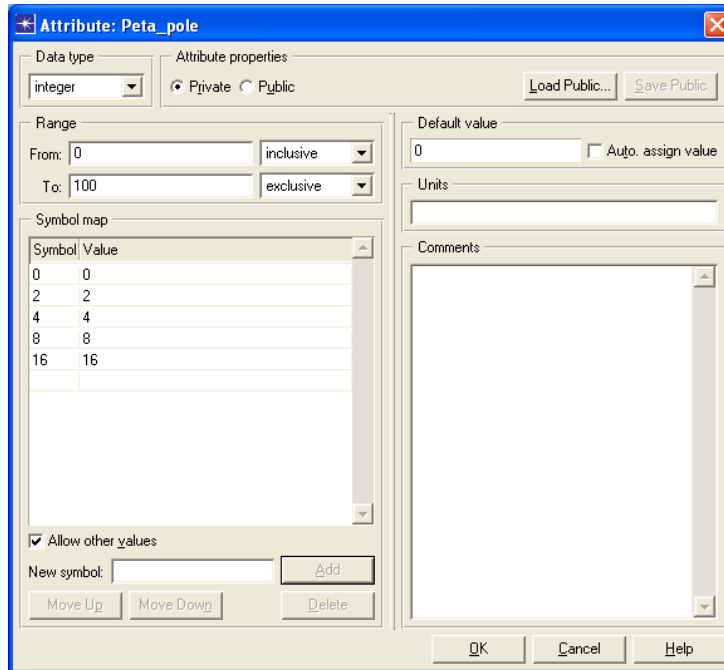 Attribute: Peta_pole
Data type
integer
Attribute properties
Private Public
Load Public... Save Public
Range
From: 0 inclusive
To: 100 exclusive
Symbol map
Symbol Value
0 0
2 2
4 4
8 8
16 16
Allow other values
New symbol: Add
Move Up Move Down Delete
Default value
0 Auto. assign value
Units
Comments
OK Cancel Help